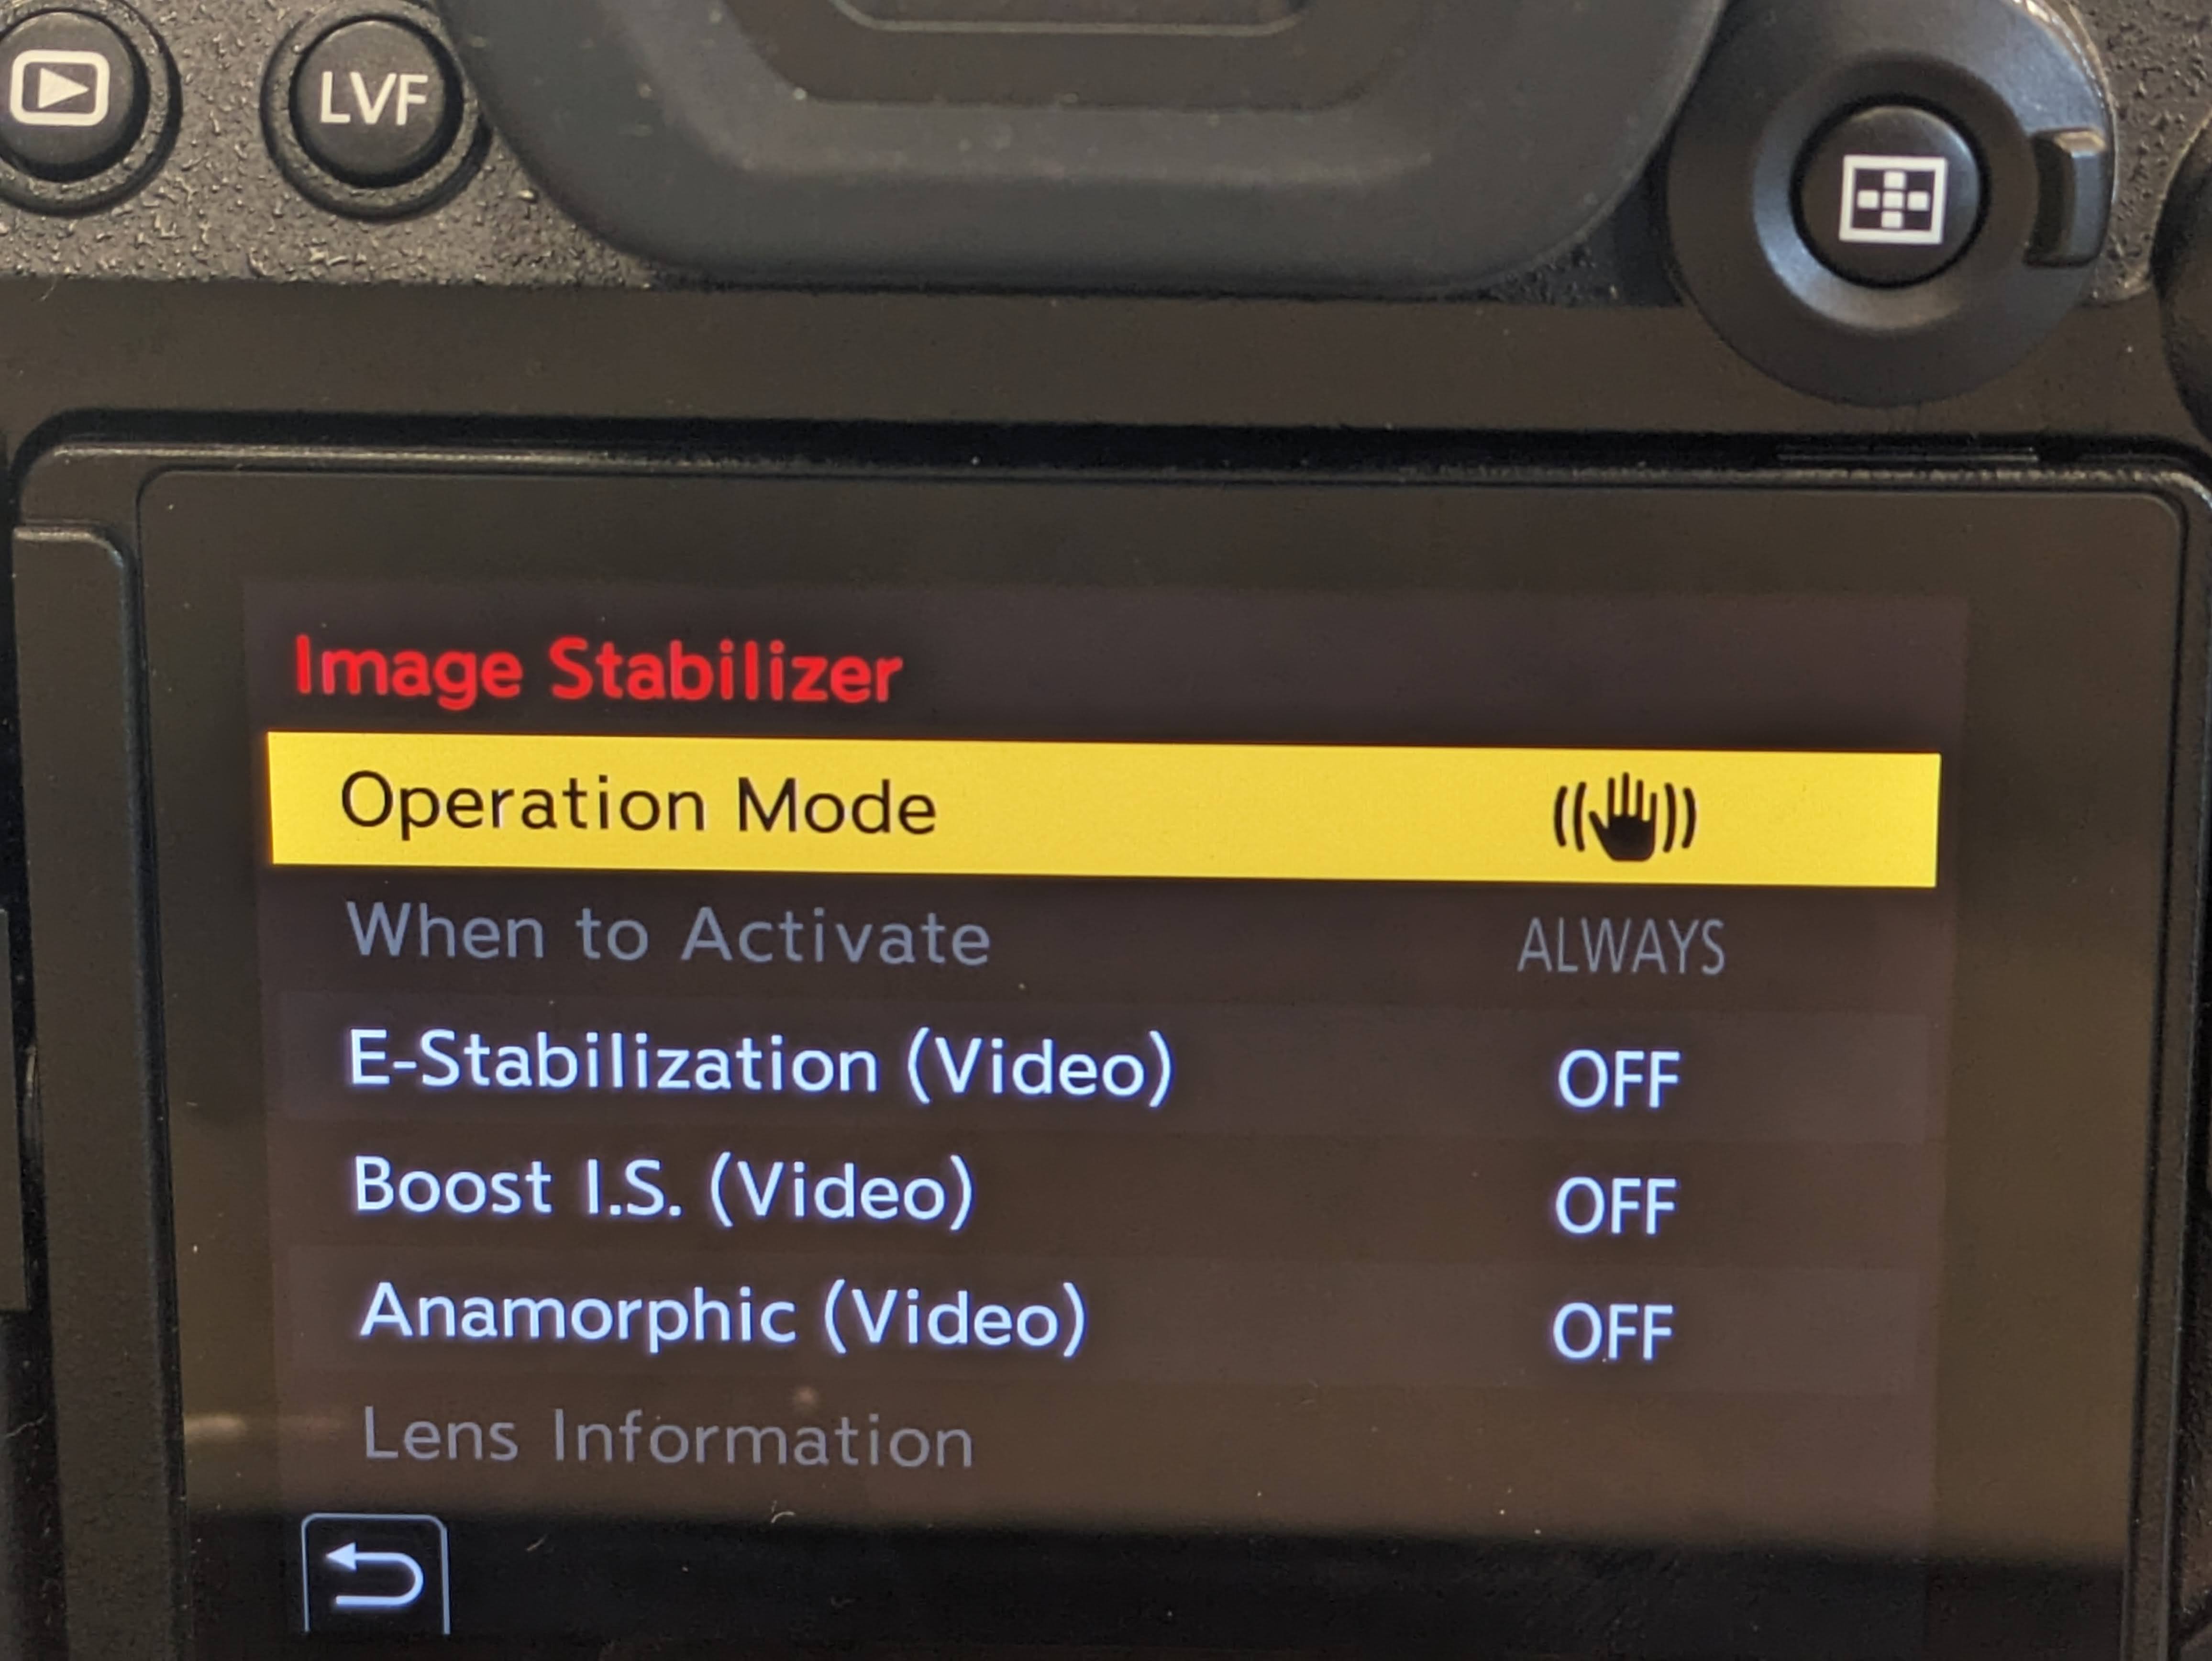 LVF
Image Stabilizer
Operation Mode
When to Activate ALWAYS
E-Stabilization (Video) OFF
Boost I.S. (Video) OFF
Anamorphic (Video) OFF
Lens Information